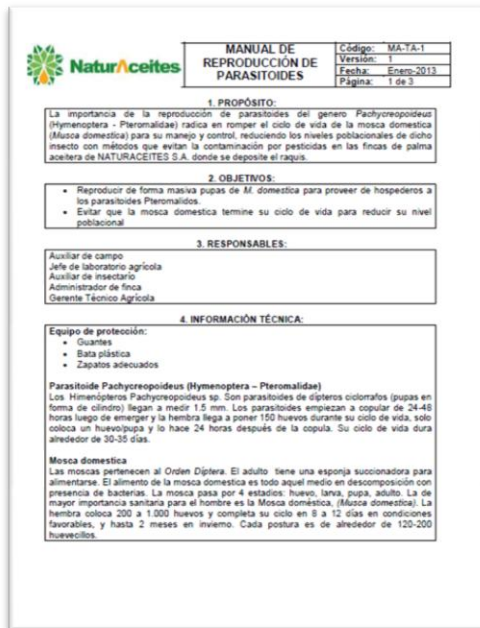 NaturAceites
MANUAL DE
REPRODUCCIÓN DE
PARASITOIDES
Código: MA-TA-1
Versión: 1
Fecha: Enero-2013
Página: 1 de 3
1. PROPÓSITO:
La importancia de la reproducción de parasitoides del genero Pachycreopoideus
(Hymenoptera - Pteromalidae) radica en romper el ciclo de vida de la mosca domestica
(Musca domestica) para su manejo y control, reduciendo los niveles poblacionales de dicho
insecto con métodos que evitan la contaminación por pesticidas en las fincas de palma
aceitera de NATURACEITES S.A. donde se deposite el raquis.
2. OBJETIVOS:
• Reproducir de forma masiva pupas de M. domestica para proveer de hospederos a
los parasitoides Pteromalidos.
• Evitar que la mosca domestica termine su ciclo de vida para reducir su nivel
poblacional
3. RESPONSABLES:
Auxiliar de campo
Jefe de laboratorio agrícola
Auxiliar de insectario
Administrador de finca
Gerente Técnico Agrícola
4. INFORMACIÓN TÉCNICA:
Equipo de protección:
• Guantes
• Bata plástica
• Zapatos adecuados
Parasitoide Pachycreopoideus (Hymenoptera – Pteromalidae)
Los Himenópteros Pachycreopoideus sp. Son parasitoides de dípteros ciclorrafos (pupas en
forma de cilindro) llegan a medir 1.5 mm. Los parasitoides empiezan a copular de 24-48
horas luego de emerger y la hembra llega a poner 150 huevos durante su ciclo de vida, solo
coloca un huevo/pupa y lo hace 24 horas después de la copula. Su ciclo de vida dura
alrededor de 30-35 días.
Mosca domestica
Las moscas pertenecen al Orden Díptera. El adulto tiene una esponja succionadora para
alimentarse. El alimento de la mosca domestica es todo aquel medio en descomposición con
presencia de bacterias. La mosca pasa por 4 estadios: huevo, larva, pupa, adulto. La de
mayor importancia sanitaria para el hombre es la Mosca doméstica, (Musca domestica). La
hembra coloca 200 a 1.000 huevos y completa su ciclo en 8 a 12 días en condiciones
favorables, y hasta 2 meses en invierno. Cada postura es de alrededor de 120-200
huevecillos.